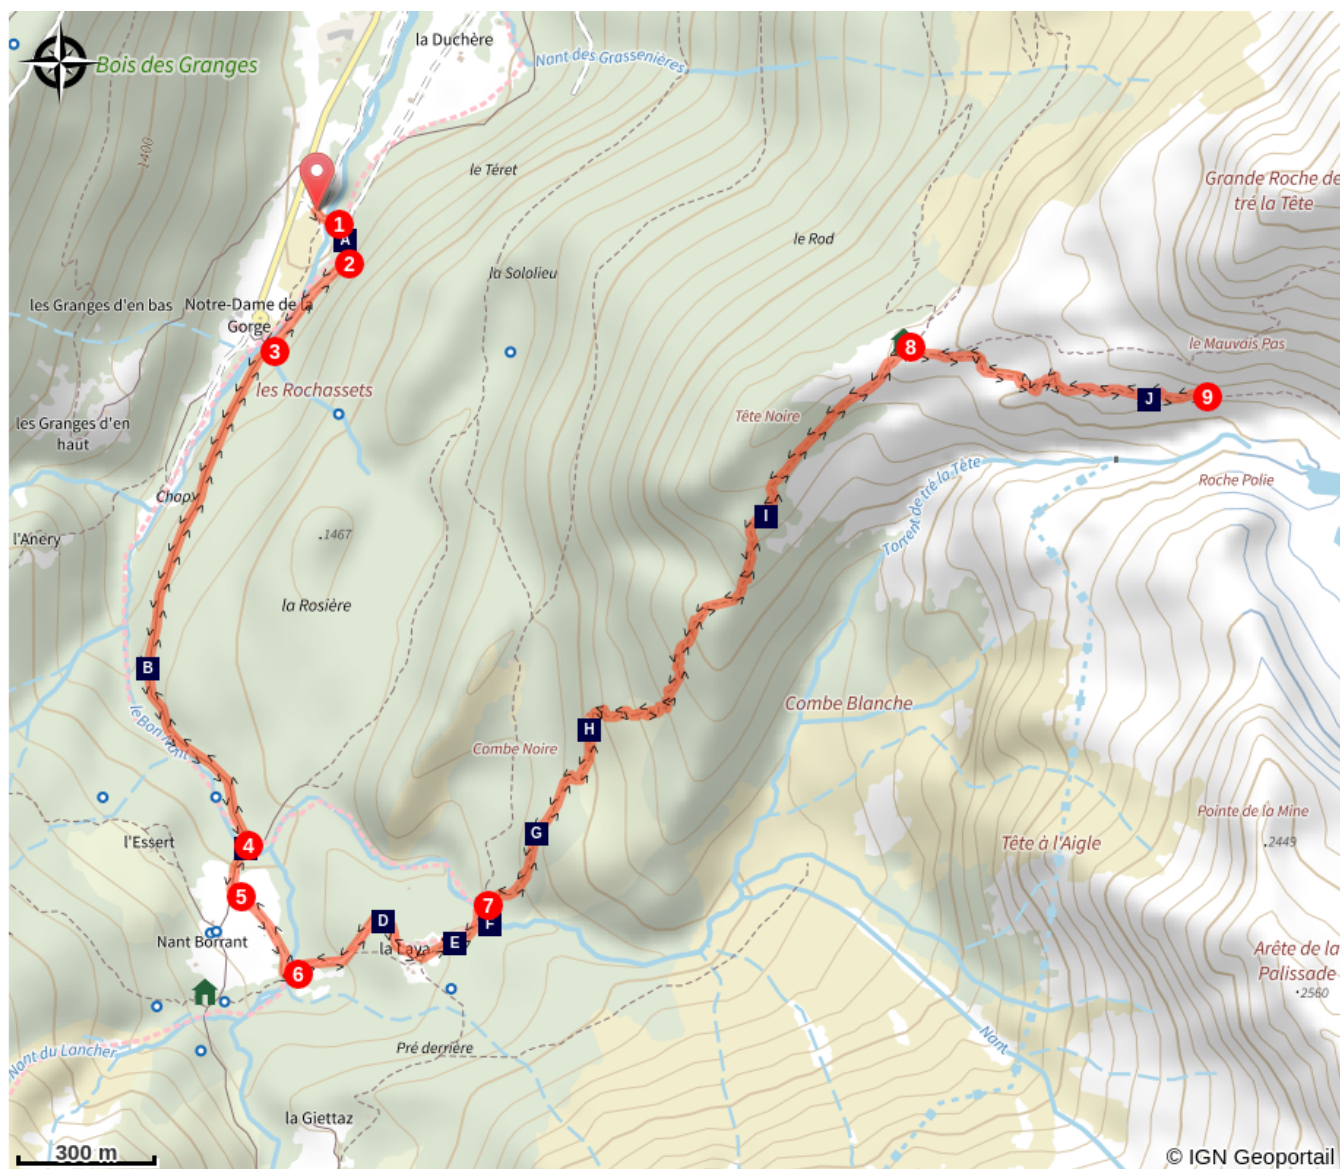 la Duchère
Nant des Grassenières
Bois des Granges
1400
le Téret
Grande Roche de
tré la Tête
1
A
2
le Rod
la Sololieu
les Granges d'en bas
Notre-Dame de la
Gorge
3
8
le Mauvais Pas
les Rochassets
J
9
les Granges d'en
haut
Tête Noire
Torrent de tré la Tête
Roche Polie
Chapy
I
l'Anery
1467
la Rosière
B
le Bon Nant
Combe Blanche
H
Combe Noire
Pointe de la Mine
2449
l'Essert
4
G
Tête à l'Aigle
5
7
D
F
Nant Borrant
la Laya
E
Arête de la
Palissade
2560
6
Nant
Nant du Lancher
Pré derrière
la Giettaz
300 m
© IGN Geoportail